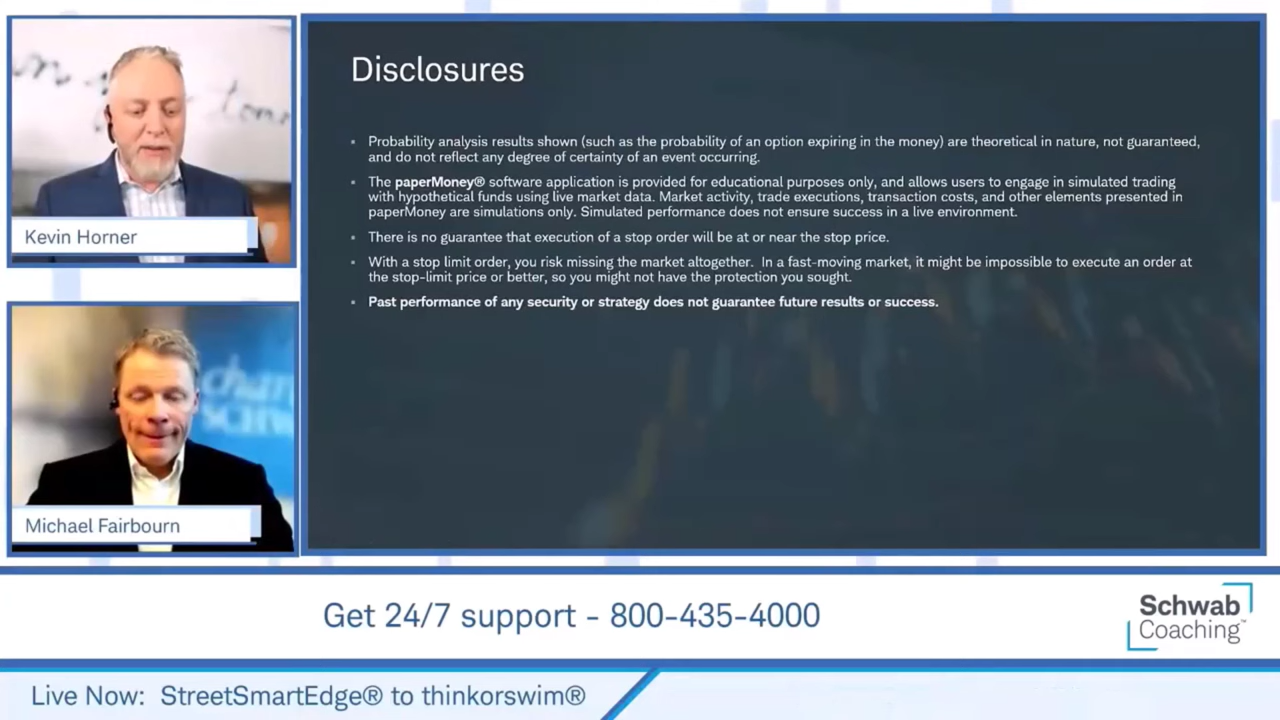 Kevin Horner
Michael Fairbourn
Disclosures
▪ Probability analysis results shown (such as the probability of an option expiring in the money) are theoretical in nature, not guaranteed,
and do not reflect any degree of certainty of an event occurring.
▪ The paperMoney® software application is provided for educational purposes only, and allows users to engage in simulated trading
with hypothetical funds using live market data. Market activity, trade executions, transaction costs, and other elements presented in
paperMoney are simulations only. Simulated performance does not ensure success in a live environment.
▪ There is no guarantee that execution of a stop order will be at or near the stop price.
▪ With a stop limit order, you risk missing the market altogether. In a fast-moving market, it might be impossible to execute an order at
the stop-limit price or better, so you might not have the protection you sought.
▪ Past performance of any security or strategy does not guarantee future results or success.
Get 24/7 support - 800-435-4000
Schwab
Coaching™
Live Now: StreetSmartEdge® to thinkorswim®